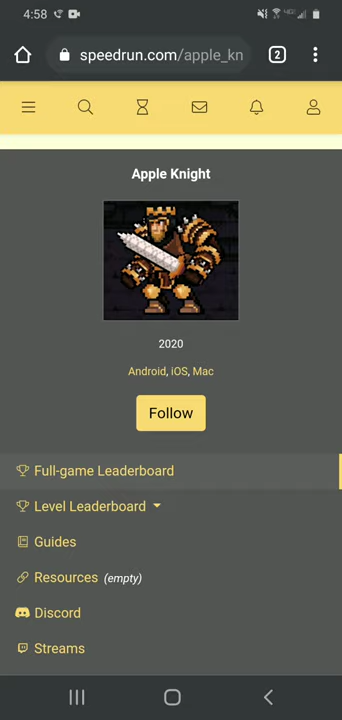 4:58
speedrun.com/apple_kn
2
Apple Knight
2020
Android, iOS, Mac
Follow
Full-game Leaderboard
Level Leaderboard
Guides
Resources (empty)
Discord
Streams